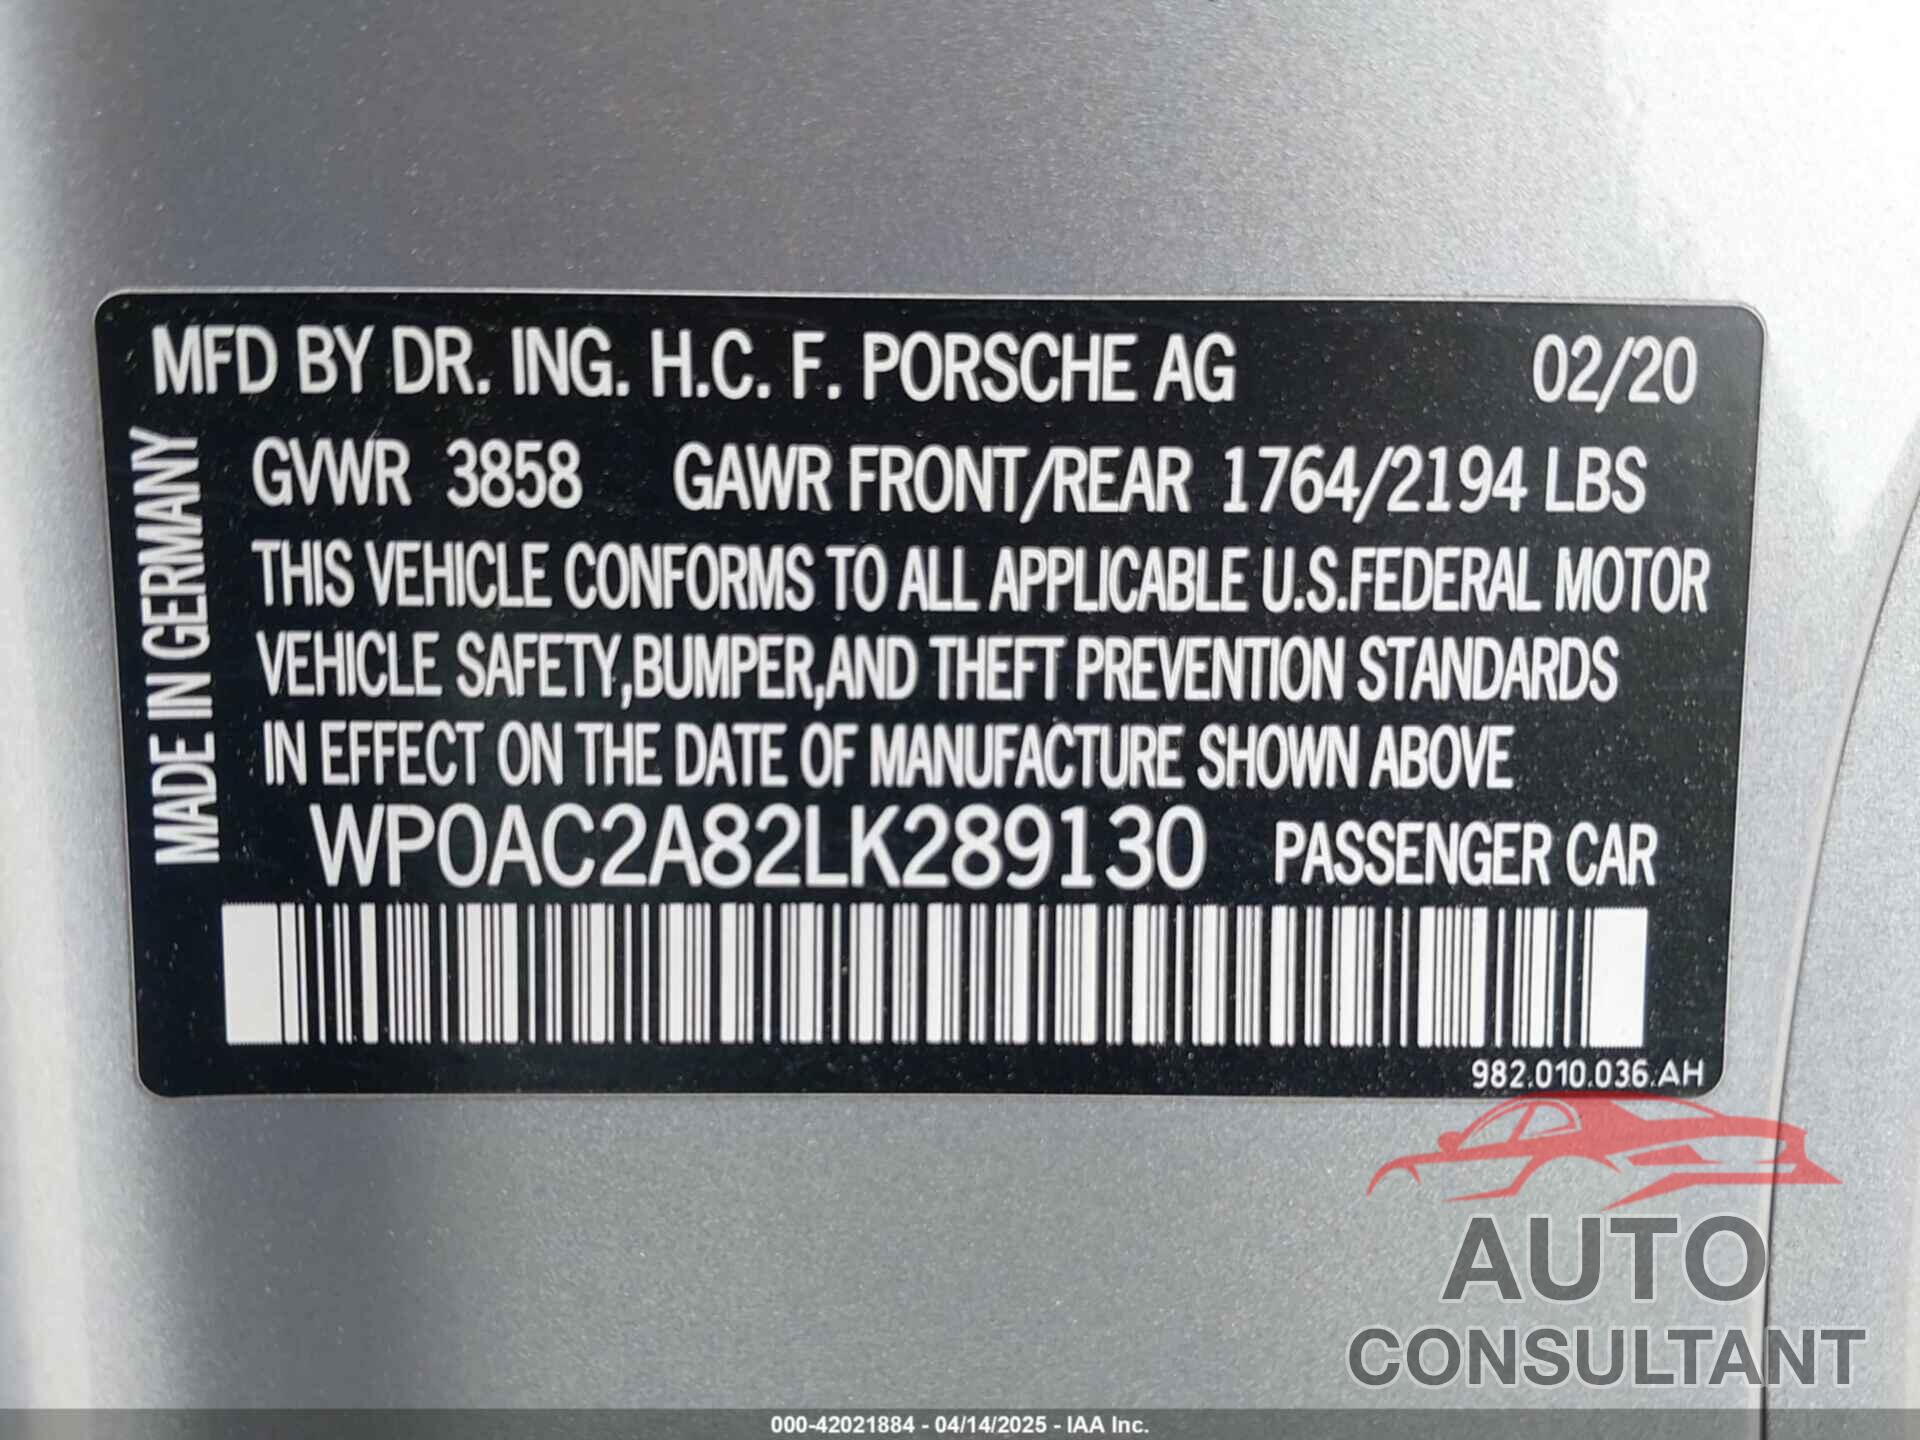 MFD BY DR. ING. H.C. F. PORSCHE AG 02/20
MADE IN GERMANY
GVWR 3858 GAWR FRONT/REAR 1764/2194 LBS
THIS VEHICLE CONFORMS TO ALL APPLICABLE U.S.FEDERAL MOTOR
VEHICLE SAFETY,BUMPER,AND THEFT PREVENTION STANDARDS
IN EFFECT ON THE DATE OF MANUFACTURE SHOWN ABOVE
WP0AC2A82LK289130 PASSENGER CAR
982.010.036.AH
AUTO
CONSULTANT
000-42021884 - 04/14/2025 - IAA Inc.